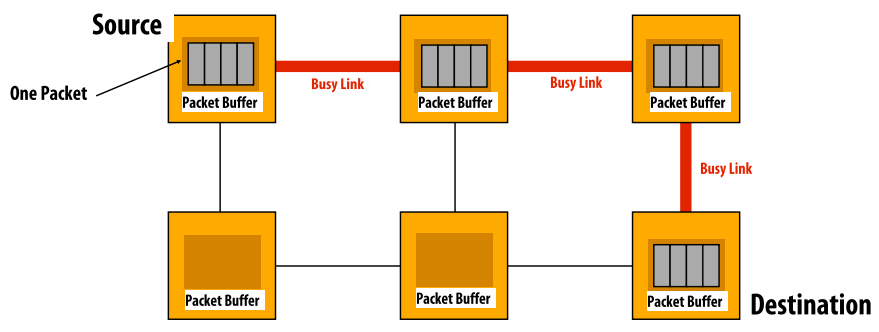 Source
One Packet
Packet Buffer
Busy Link
Packet Buffer
Busy Link
Packet Buffer
Busy Link
Packet Buffer
Packet Buffer
Packet Buffer
Destination